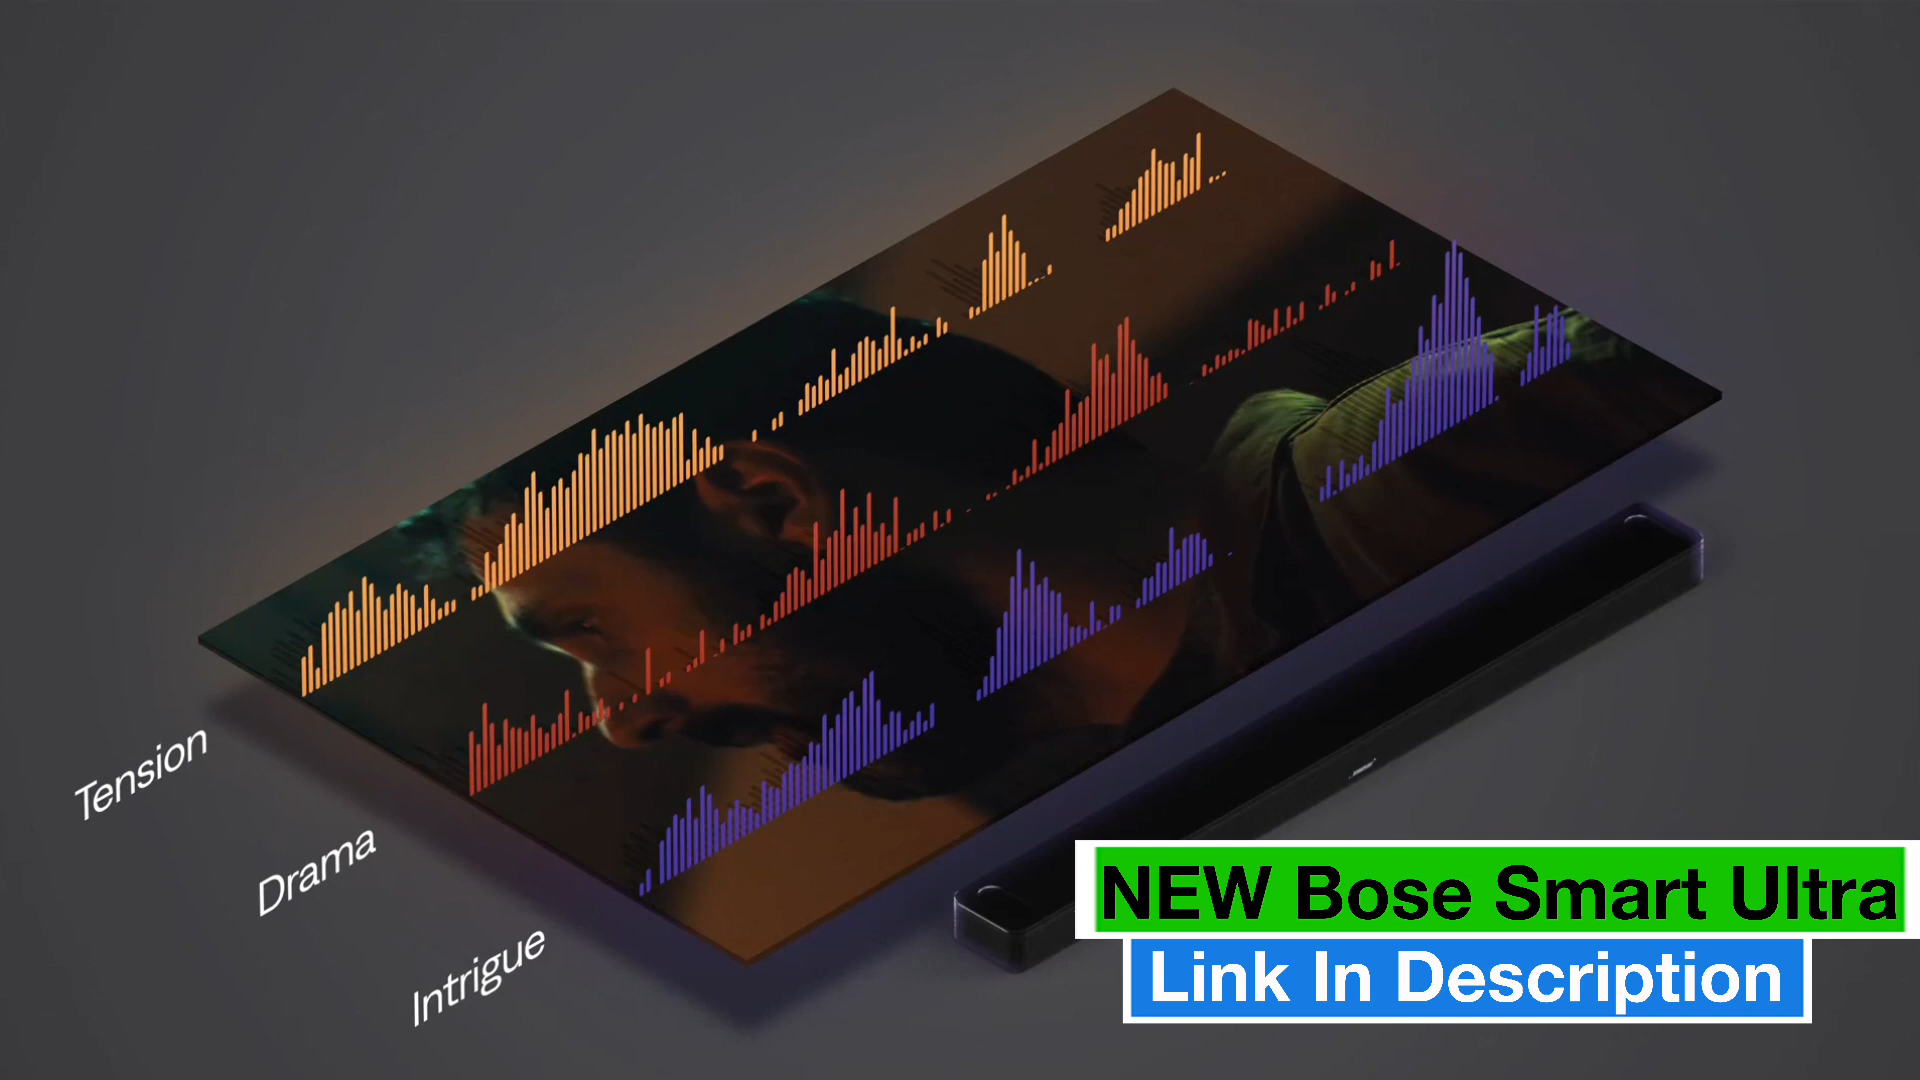 Tension
Drama
Intrigue
NEW Bose Smart Ultra
Link In Description